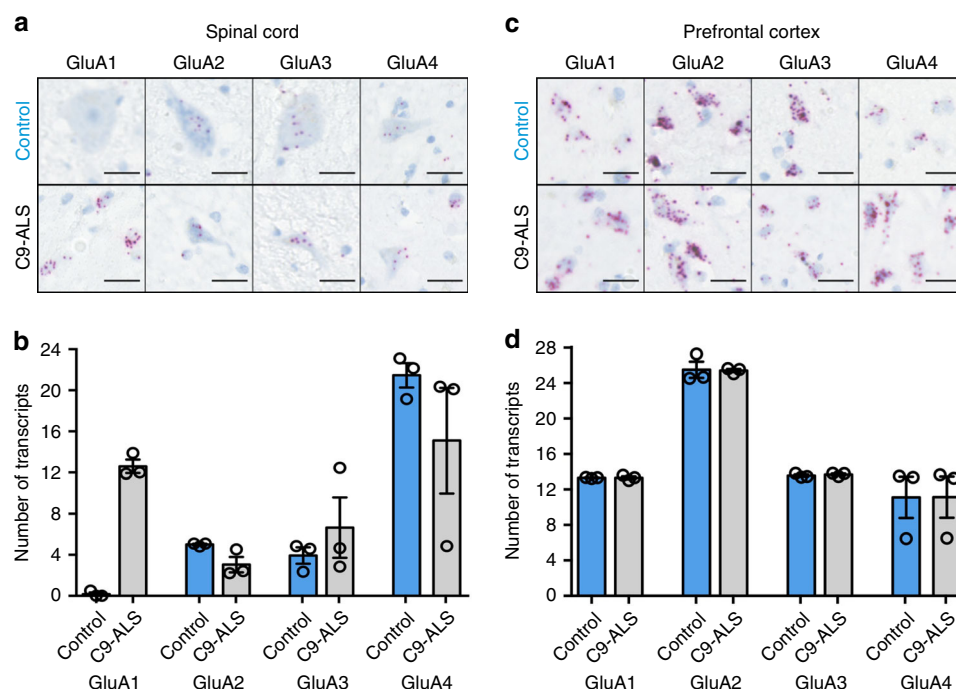 a
Spinal cord
GluA1 GluA2 GluA3 GluA4
Control
C9-ALS
b
Number of transcripts
24
20
16
12
8
4
0
Control C9-ALS Control C9-ALS Control C9-ALS Control C9-ALS
GluA1 GluA2 GluA3 GluA4
c
Prefrontal cortex
GluA1 GluA2 GluA3 GluA4
Control
C9-ALS
d
Number of transcripts
28
24
20
16
12
8
4
0
Control C9-ALS Control C9-ALS Control C9-ALS Control C9-ALS
GluA1 GluA2 GluA3 GluA4